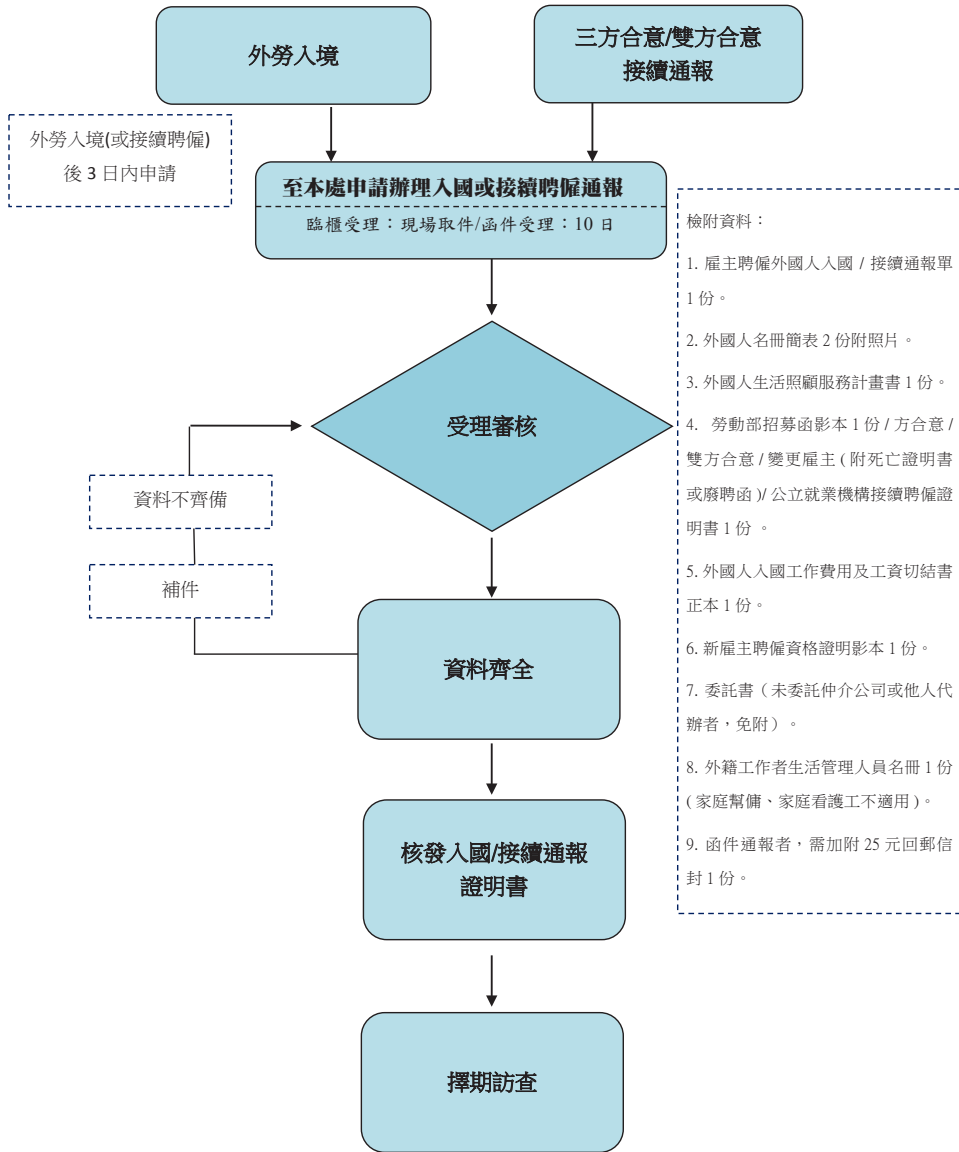 外勞入境
三方合意/雙方合意
接續通報
外勞入境(或接續聘僱)
後 3 日內申請
至本處申請辦理入國或接續聘僱通報
臨櫃受理：現場取件/函件受理：10 日
受理審核
資料不齊備
補件
資料齊全
核發入國/接續通報
證明書
擇期訪查
檢附資料：
1. 雇主聘僱外國人入國 / 接續通報單
1 份。
2. 外國人名冊簡表 2 份附照片。
3. 外國人生活照顧服務計畫書 1 份。
4. 勞動部招募函影本 1 份 / 方合意 /
雙方合意 / 變更雇主 ( 附死亡證明書
或廢聘函 )/ 公立就業機構接續聘僱證
明書 1 份 。
5. 外國人入國工作費用及工資切結書
正本 1 份。
6. 新雇主聘僱資格證明影本 1 份。
7. 委託書（未委託仲介公司或他人代
辦者，免附）。
8. 外籍工作者生活管理人員名冊 1 份
( 家庭幫傭、家庭看護工不適用 )。
9. 函件通報者，需加附 25 元回郵信
封 1 份。